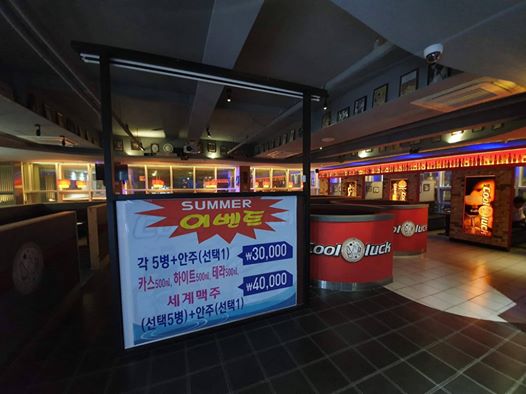 SUMMER
이벤트
각 5병+안주(선택1) ₩30,000
카스500ml, 하이트500ml, 테라500ml,
세계맥주 ₩40,000
(선택5병)+안주(선택1)
Cool luck
Cool luck
Cool luck